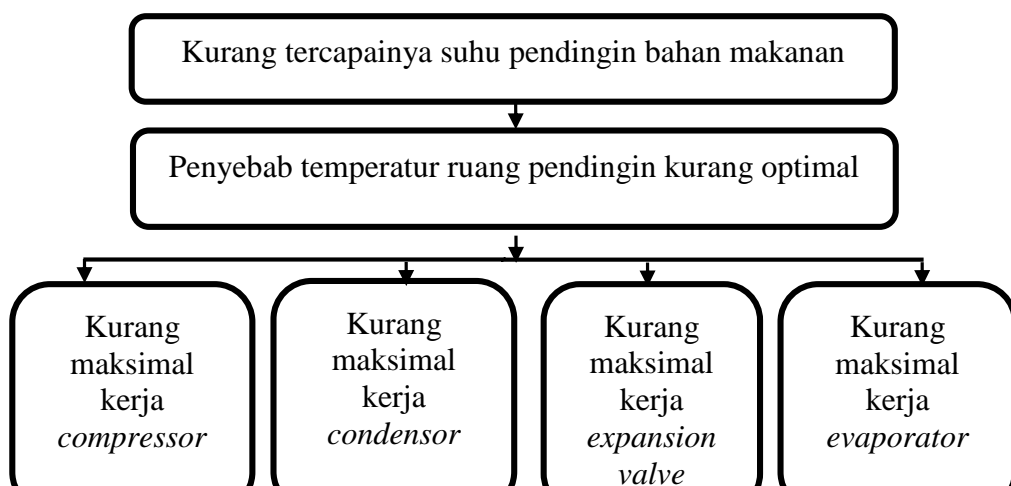 Kurang tercapainya suhu pendingin bahan makanan
Penyebab temperatur ruang pendingin kurang optimal
Kurang
maksimal
kerja
compressor
Kurang
maksimal
kerja
condensor
Kurang
maksimal
kerja
expansion
valve
Kurang
maksimal
kerja
evaporator